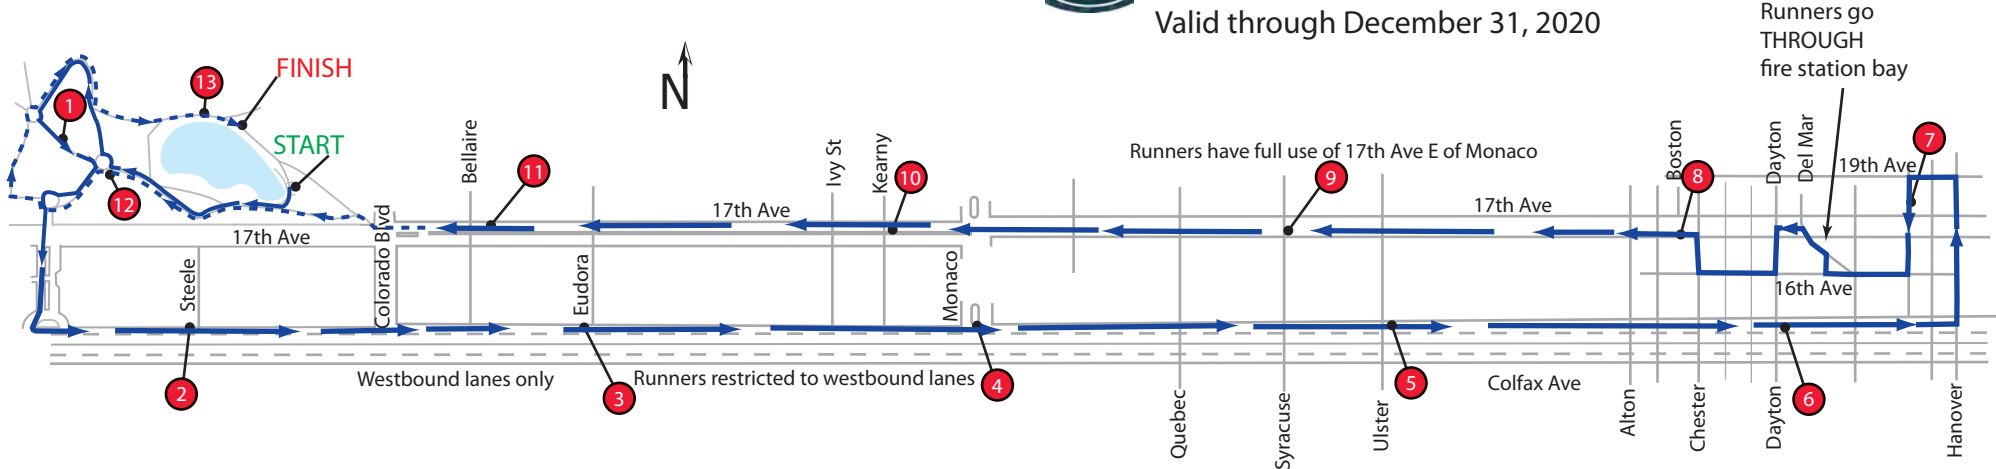 Valid through December 31, 2020
Runners go
THROUGH
fire station bay
FINISH
START
N
1
13
12
Bellaire
11
Ivy St
Kearny
10
Runners have full use of 17th Ave E of Monaco
9
Boston
8
Dayton
Del Mar
19th Ave
7
17th Ave
17th Ave
17th Ave
16th Ave
Steele
Colorado Blvd
Eudora
Monaco
2
Westbound lanes only
3
Runners restricted to westbound lanes
4
5
Colfax Ave
6
Quebec
Syracuse
Ulster
Alton
Chester
Dayton
Hanover